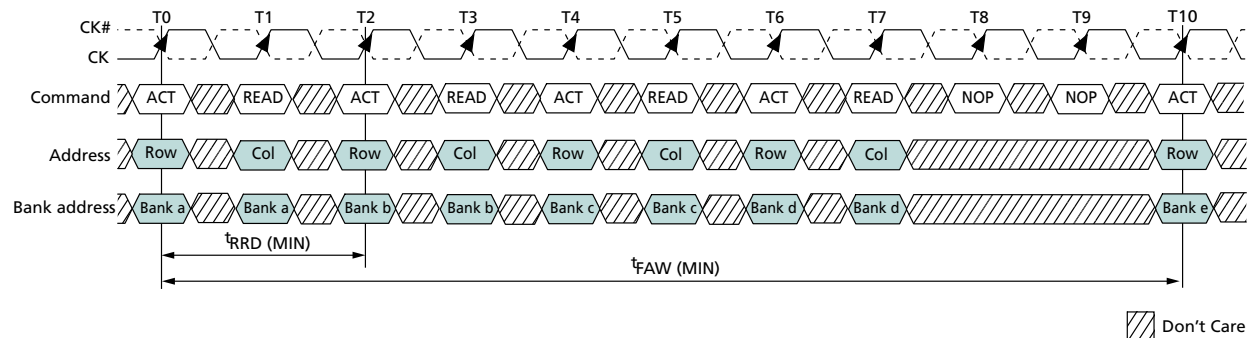 T0 T1 T2 T3 T4 T5 T6 T7 T8 T9 T10
CK#
CK
Command ACT READ ACT READ ACT READ ACT READ NOP NOP ACT
Address Row Col Row Col Row Col Row Col Row
Bank address Bank a Bank a Bank b Bank b Bank c Bank c Bank d Bank d Bank e
tRRD (MIN)
tFAW (MIN)
Don't Care